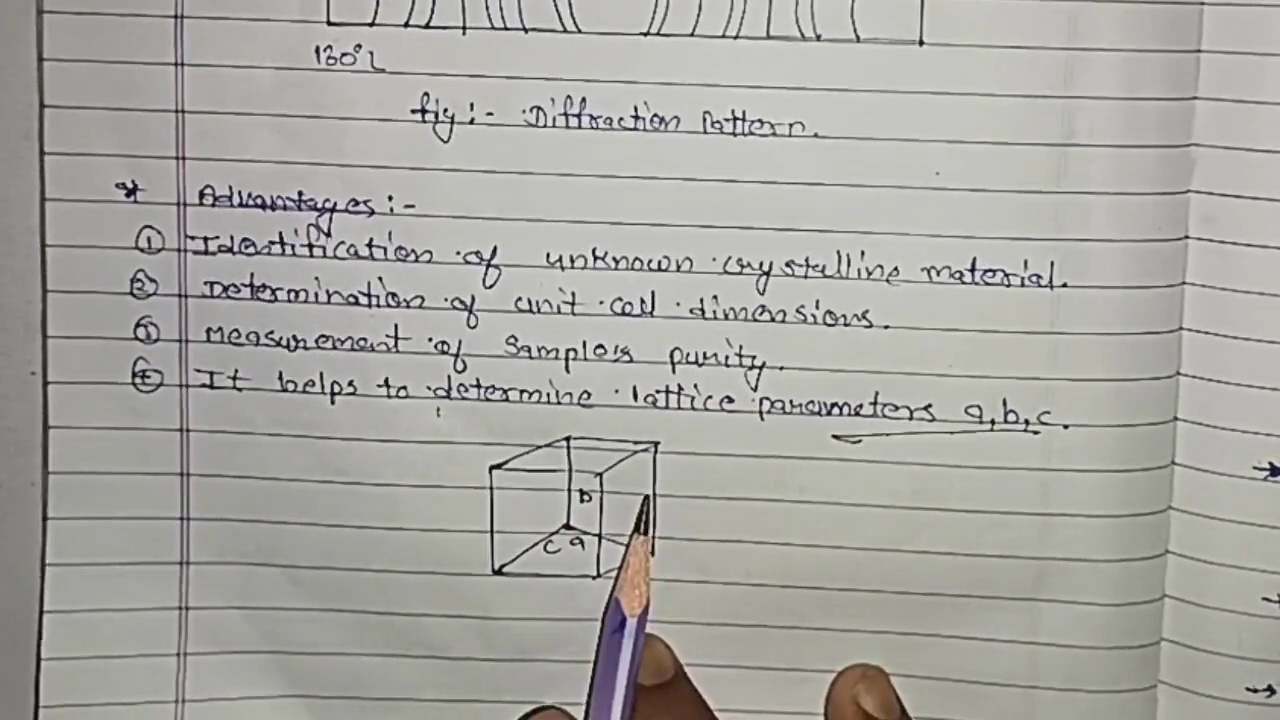 180°
fig:- Diffraction Pattern.
* Advantages:-
① Identification of unknown crystalline material.
② Determination of unit cell dimensions.
③ measurement of sample's purity.
④ It helps to determine lattice parameters a,b,c.
b
c a